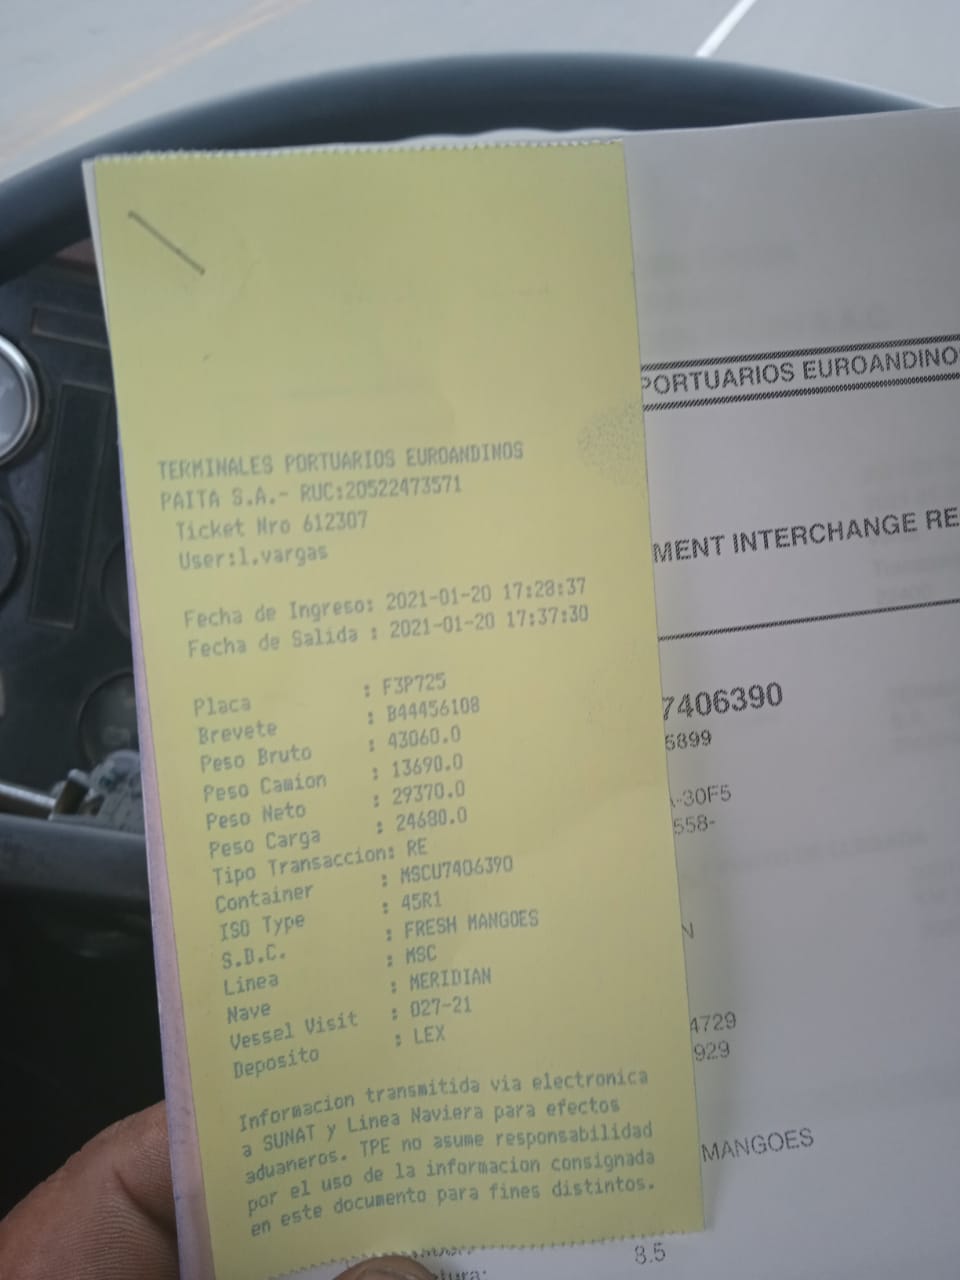 TERMINALES PORTUARIOS EUROANDINOS
PAITA S.A.- RUC:20522473571
Ticket Nro 612307
User:l.vargas
Fecha de Ingreso: 2021-01-20 17:28:37
Fecha de Salida : 2021-01-20 17:37:30
Placa : F3P725
Brevete : B44456108
Peso Bruto : 43060.0
Peso Camion : 13690.0
Peso Neto : 29370.0
Peso Carga : 24680.0
Tipo Transaccion: RE
Container : MSCU7406390
ISO Type : 45R1
S.D.C. : FRESH MANGOES
Linea : MSC
Nave : MERIDIAN
Vessel Visit : 027-21
Deposito : LEX
Informacion transmitida via electronica
a SUNAT y Linea Naviera para efectos
aduaneros. TPE no asume responsabilidad
por el uso de la informacion consignada
en este documento para fines distintos.
PORTUARIOS EUROANDINO
MENT INTERCHANGE RE
7406390
5899
-30F5
558-
N
4729
929
MANGOES
3.5